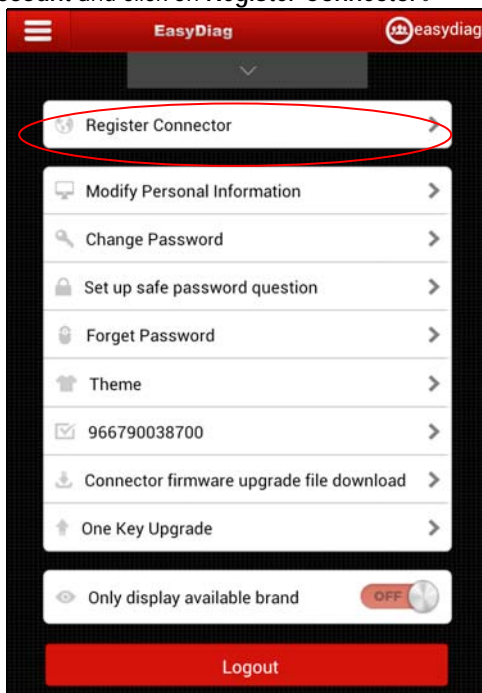 account and click on Register Connector.
EasyDiag
easydiag
Register Connector
Modify Personal Information
Change Password
Set up safe password question
Forget Password
Theme
966790038700
Connector firmware upgrade file download
One Key Upgrade
Only display available brand
OFF
Logout